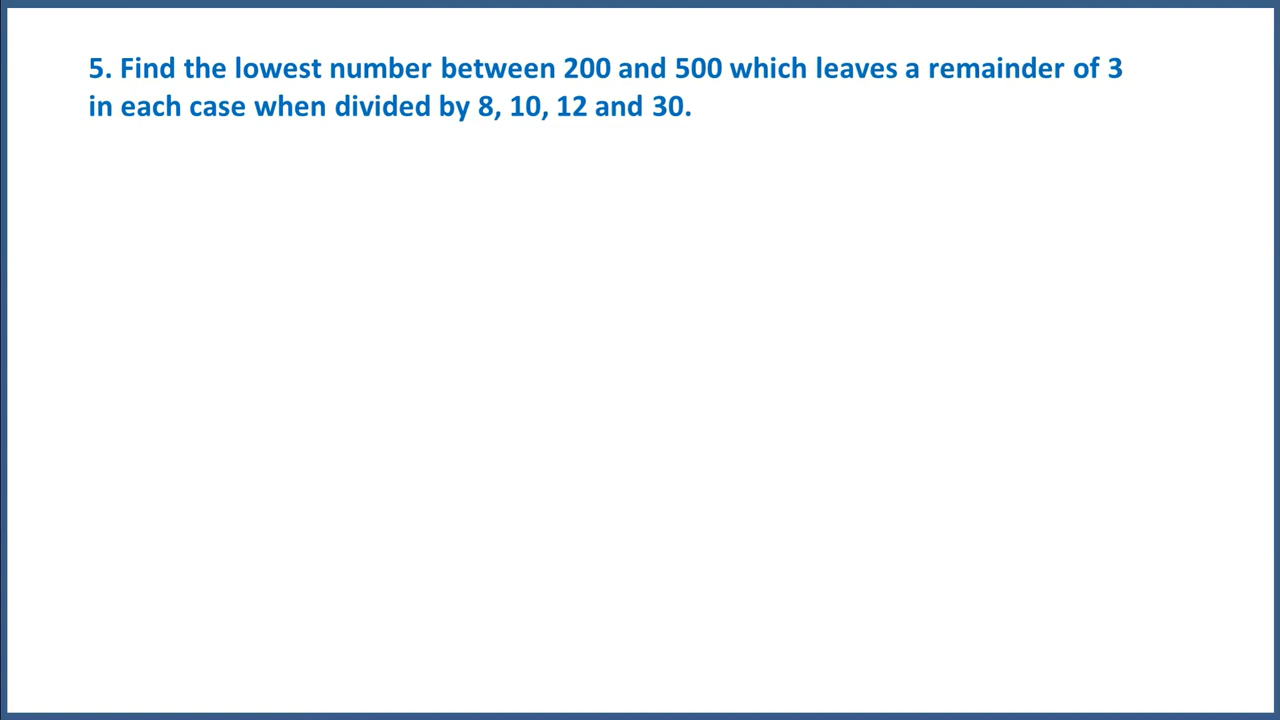 5. Find the lowest number between 200 and 500 which leaves a remainder of 3
in each case when divided by 8, 10, 12 and 30.